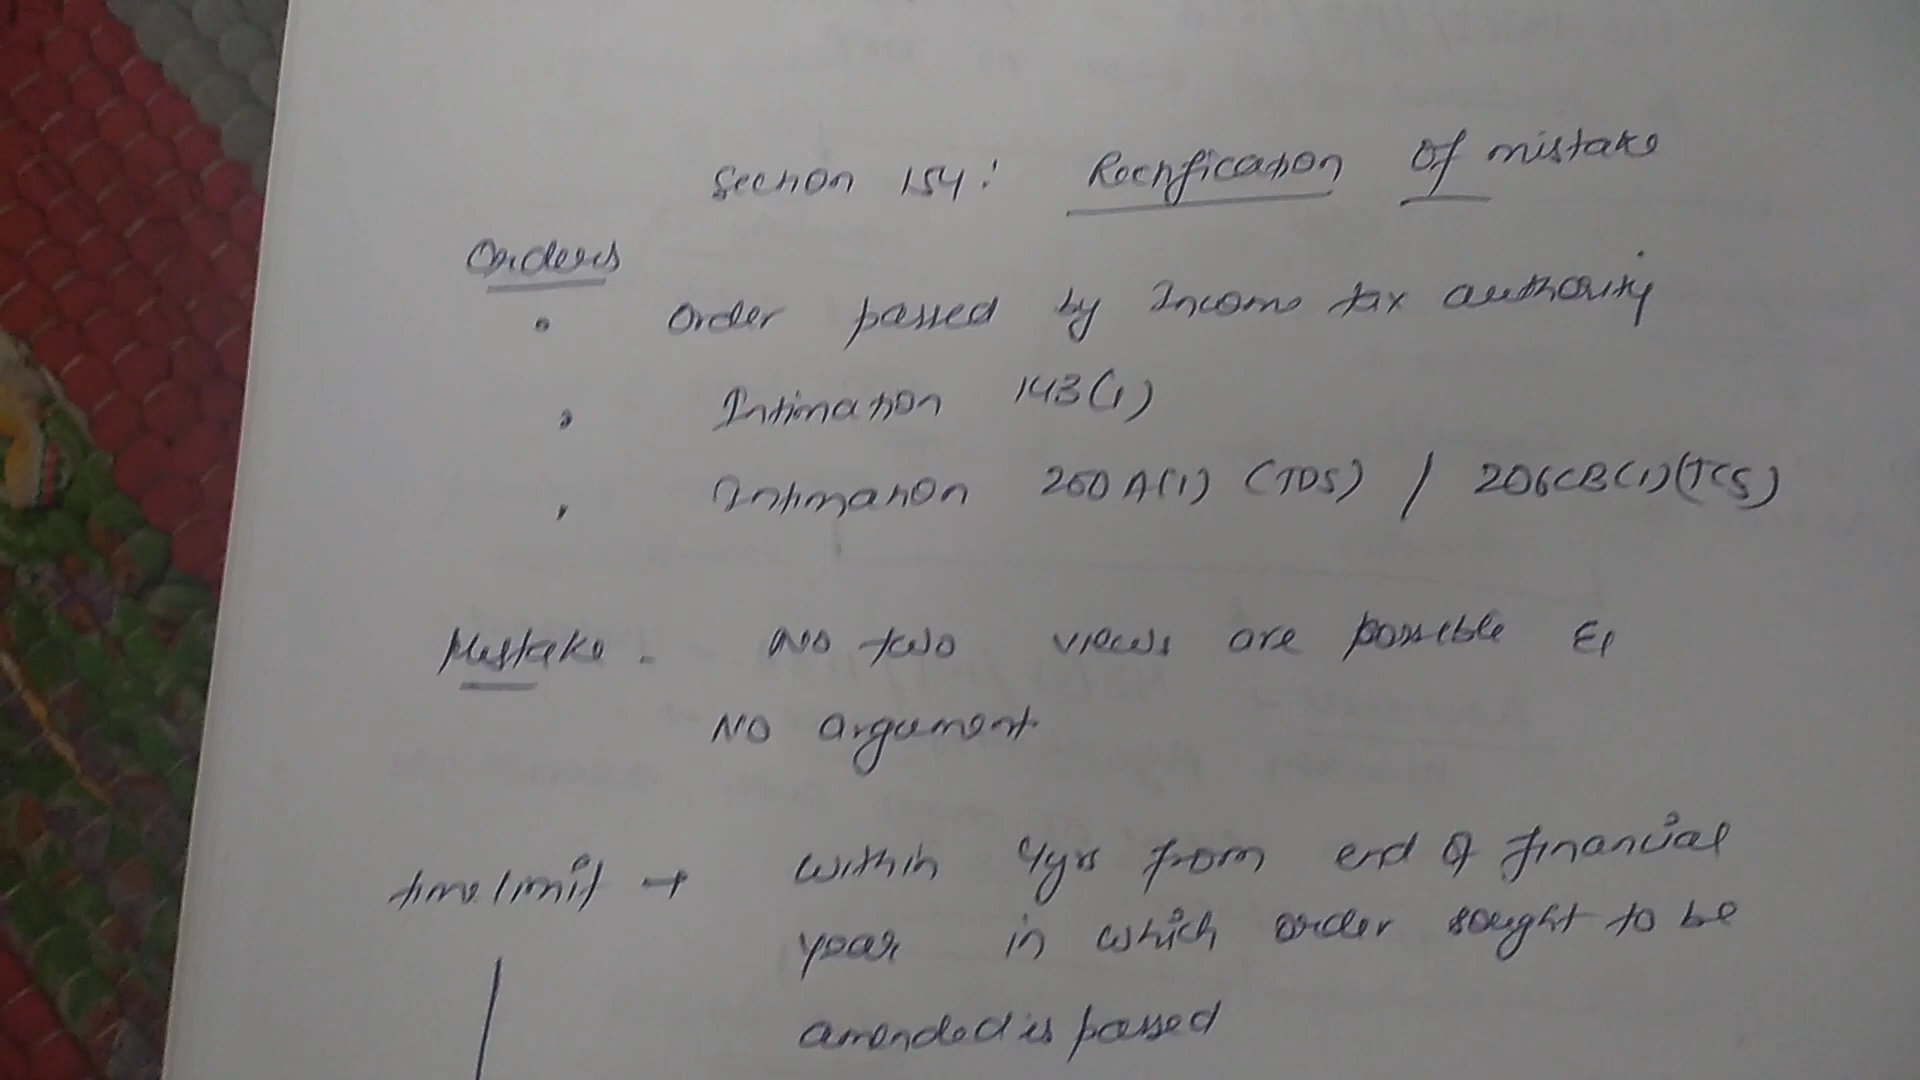 Section 154: Rectification of mistake
Orders
• Order passed by Income tax authority
• Intimation 143(1)
• Intimation 200A(1) (TDS) / 206CB(1)(TCS)
Mistake - No two views are possible &
No argument
time limit → within 4yrs from end of financial
year in which order sought to be
amended is passed